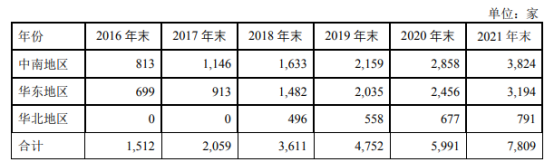 单位：家
年份 2016 年末 2017 年末 2018 年末 2019 年末 2020 年末 2021 年末
中南地区 813 1,146 1,633 2,159 2,858 3,824
华东地区 699 913 1,482 2,035 2,456 3,194
华北地区 0 0 496 558 677 791
合计 1,512 2,059 3,611 4,752 5,991 7,809